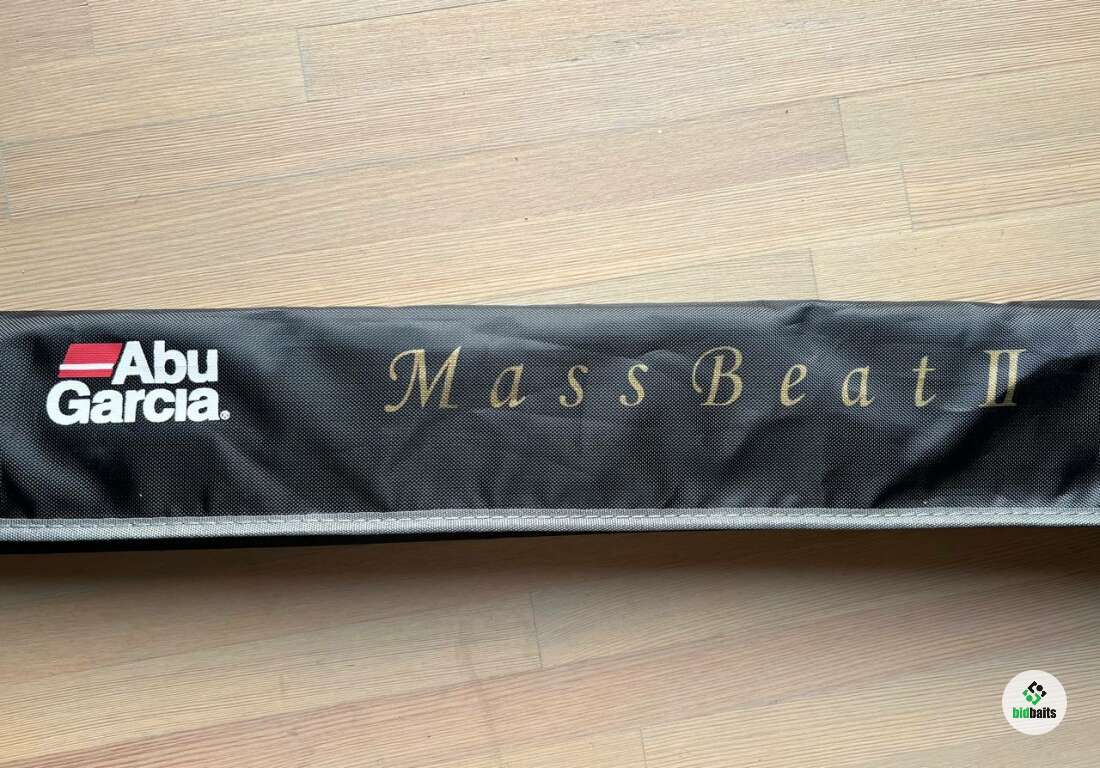 Abu
Garcia®
Mass Beat II
bidbaits